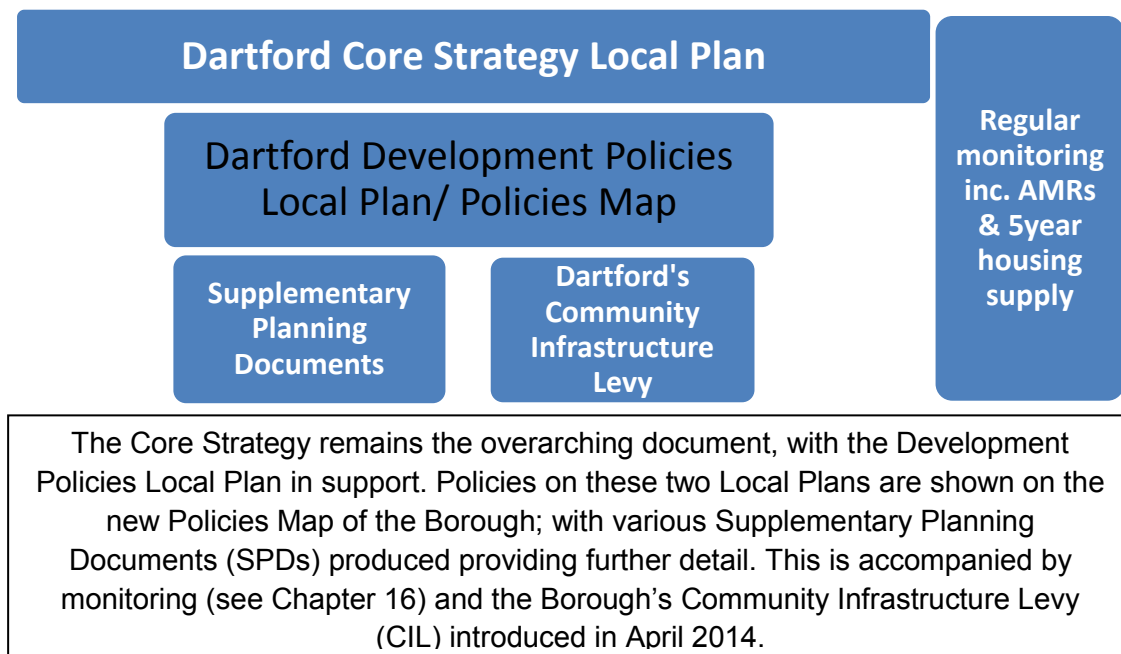 Dartford Core Strategy Local Plan
Dartford Development Policies
Local Plan/ Policies Map
Supplementary
Planning
Documents
Dartford's
Community
Infrastructure
Levy
Regular
monitoring
inc. AMRs
& 5year
housing
supply
The Core Strategy remains the overarching document, with the Development
Policies Local Plan in support. Policies on these two Local Plans are shown on the
new Policies Map of the Borough; with various Supplementary Planning
Documents (SPDs) produced providing further detail. This is accompanied by
monitoring (see Chapter 16) and the Borough’s Community Infrastructure Levy
(CIL) introduced in April 2014.